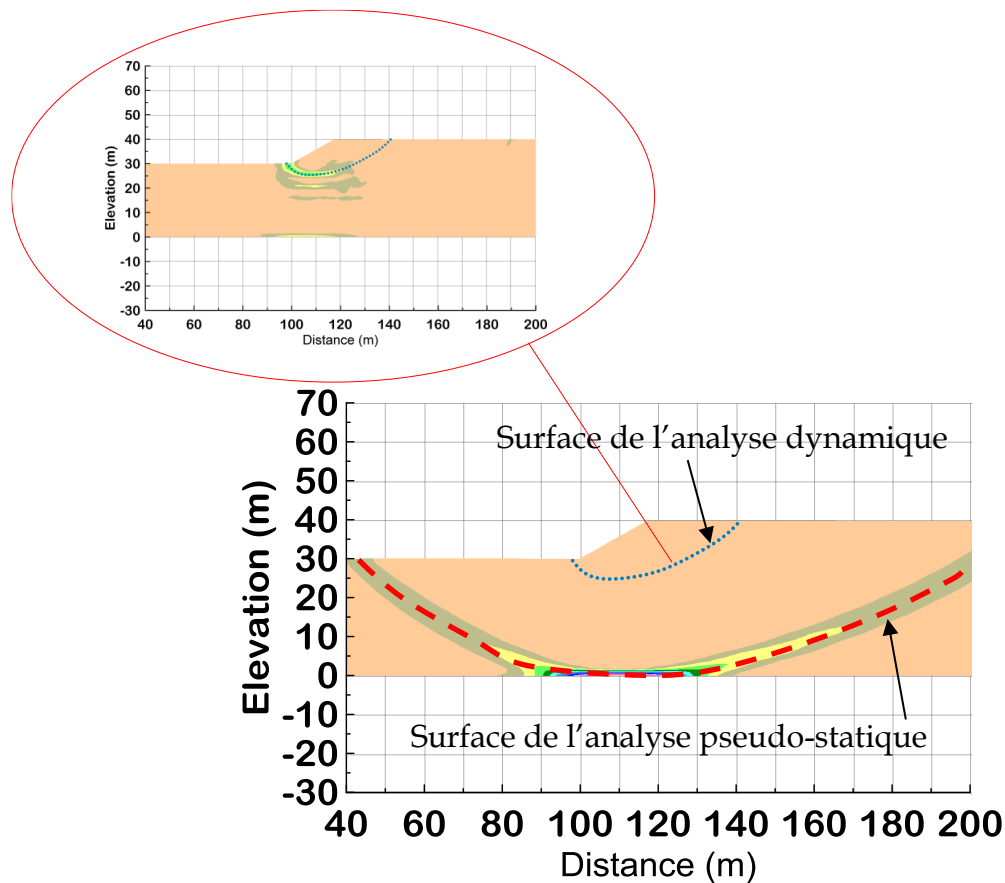 70
60
50
40
30
20
10
0
-10
-20
-30
Elevation (m)
40 60 80 100 120 140 160 180 200
Distance (m)
70
60
50
40
30
20
10
0
-10
-20
-30
Elevation (m)
Surface de l’analyse dynamique
Surface de l’analyse pseudo-statique
40 60 80 100 120 140 160 180 200
Distance (m)